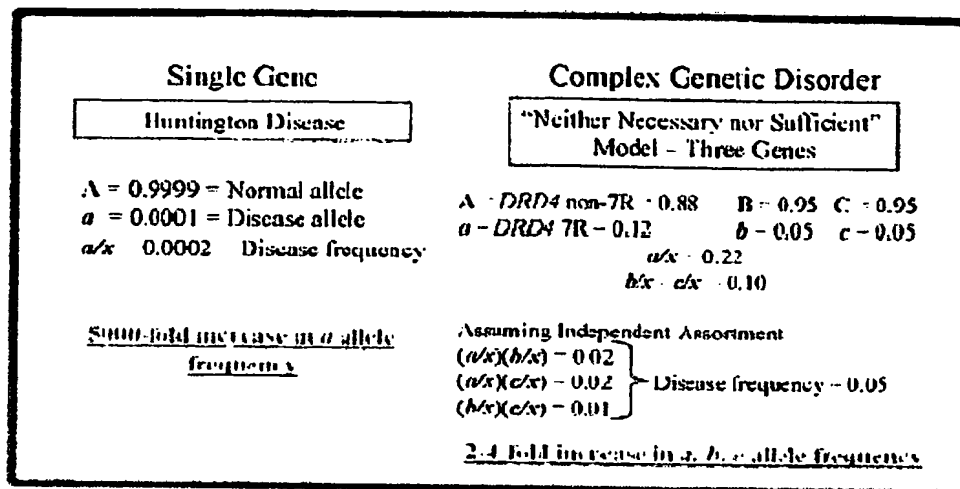 Single Gene
Huntington Disease
A = 0.9999 = Normal allele
a = 0.0001 = Disease allele
a/x 0.0002 Disease frequency
5000-fold increase in a allele
frequency
Complex Genetic Disorder
"Neither Necessary nor Sufficient"
Model – Three Genes
A - DRD4 non-7R - 0.88 B - 0.95 C - 0.95
a - DRD4 7R - 0.12 b - 0.05 c - 0.05
a/x - 0.22
b/x - c/x - 0.10
Assuming Independent Assortment
(a/x)(b/x) = 0.02
(a/x)(c/x) - 0.02
(b/x)(c/x) = 0.01
Disease frequency - 0.05
2-4 fold increase in a, b, c allele frequency